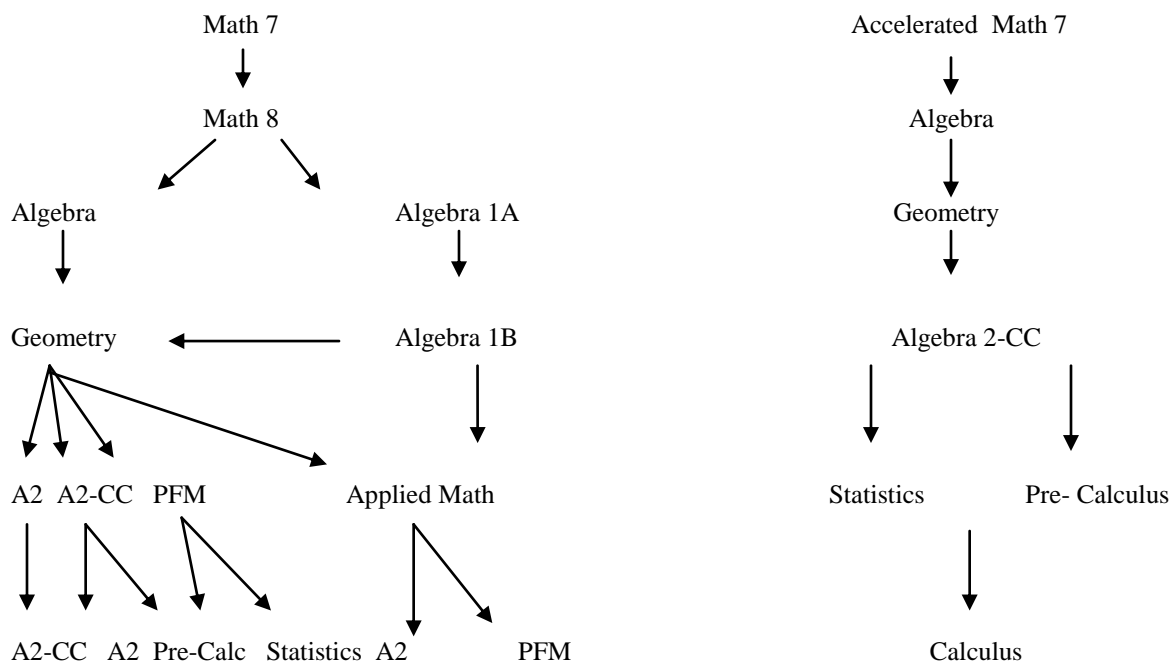 Math 7 Accelerated Math 7
Math 8 Algebra
Algebra Algebra 1A Geometry
Geometry Algebra 1B Algebra 2-CC
A2 A2-CC PFM Applied Math Statistics Pre- Calculus
A2-CC A2 Pre-Calc Statistics A2 PFM Calculus